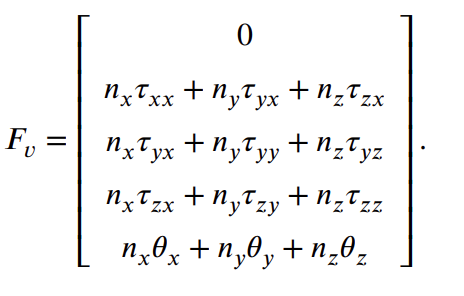 0
n_x τ_xx + n_y τ_yx + n_z τ_zx
F_v = [ n_x τ_yx + n_y τ_yy + n_z τ_yz ] .
n_x τ_zx + n_y τ_zy + n_z τ_zz
n_x θ_x + n_y θ_y + n_z θ_z